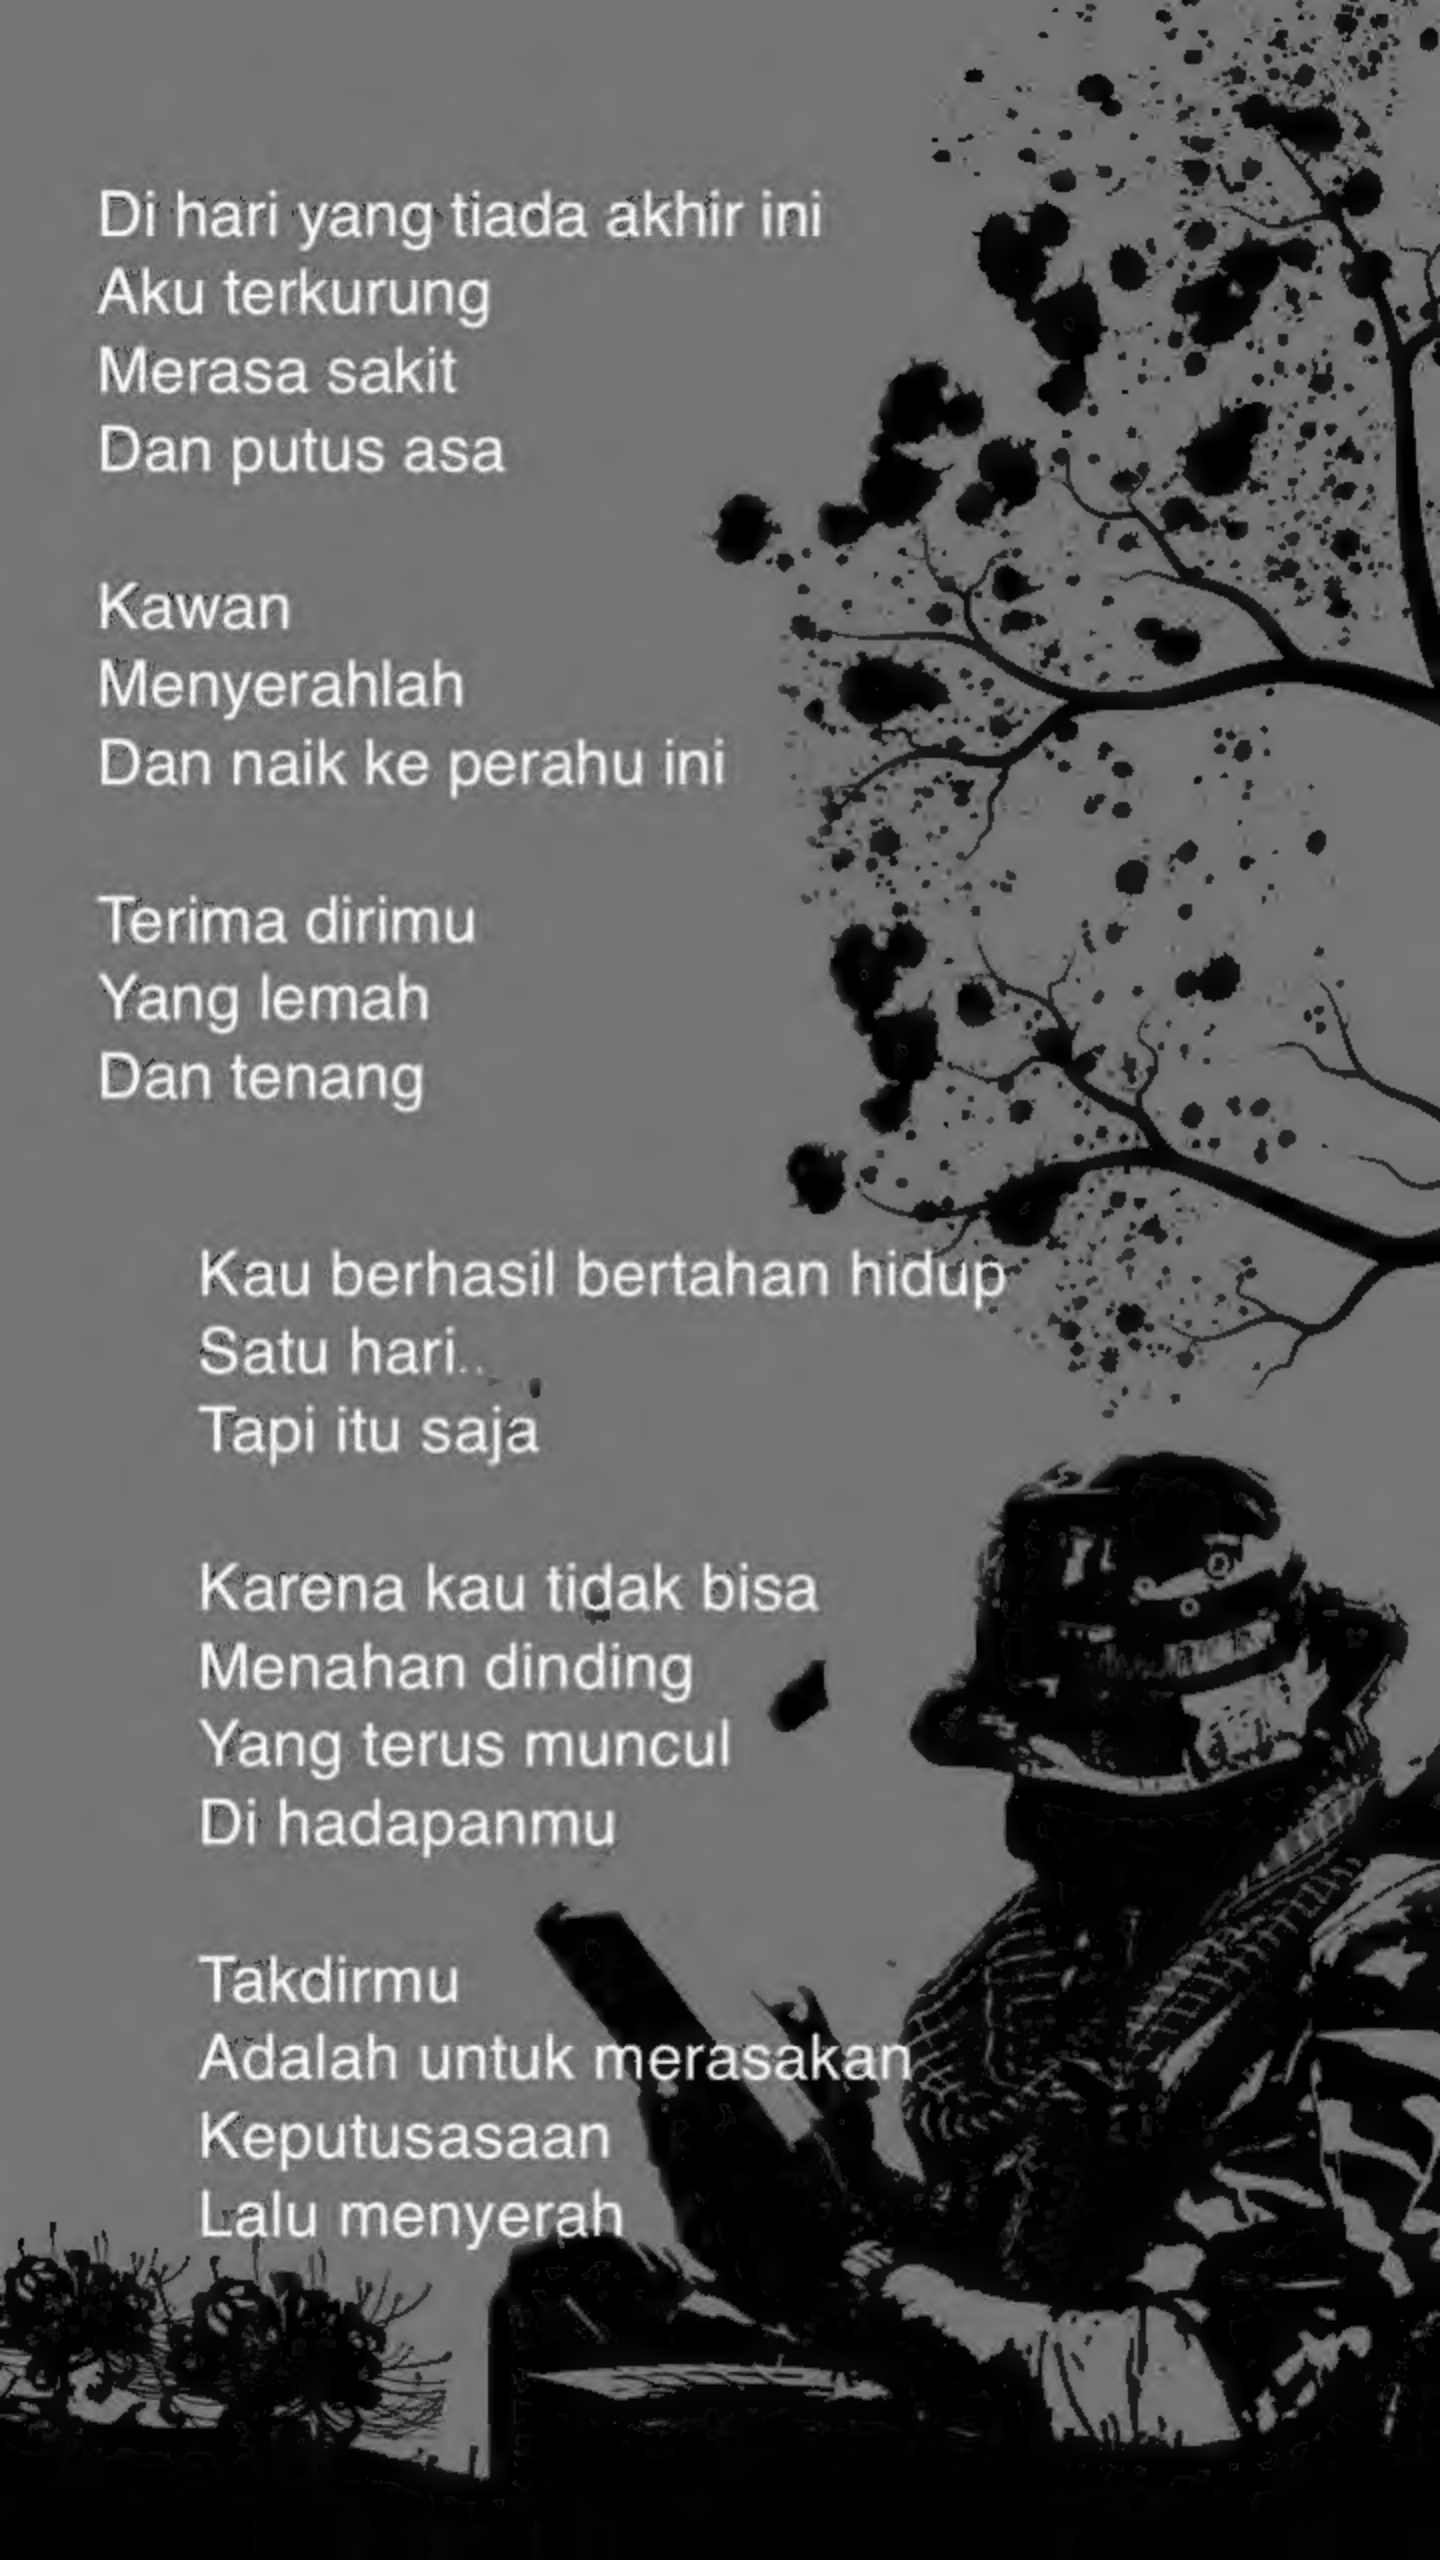 Di hari yang tiada akhir ini
Aku terkurung
Merasa sakit
Dan putus asa
Kawan
Menyerahlah
Dan naik ke perahu ini
Terima dirimu
Yang lemah
Dan tenang
Kau berhasil bertahan hidup
Satu hari..
Tapi itu saja
Karena kau tidak bisa
Menahan dinding
Yang terus muncul
Di hadapanmu
Takdirmu
Adalah untuk merasakan
Keputusasaan
Lalu menyerah